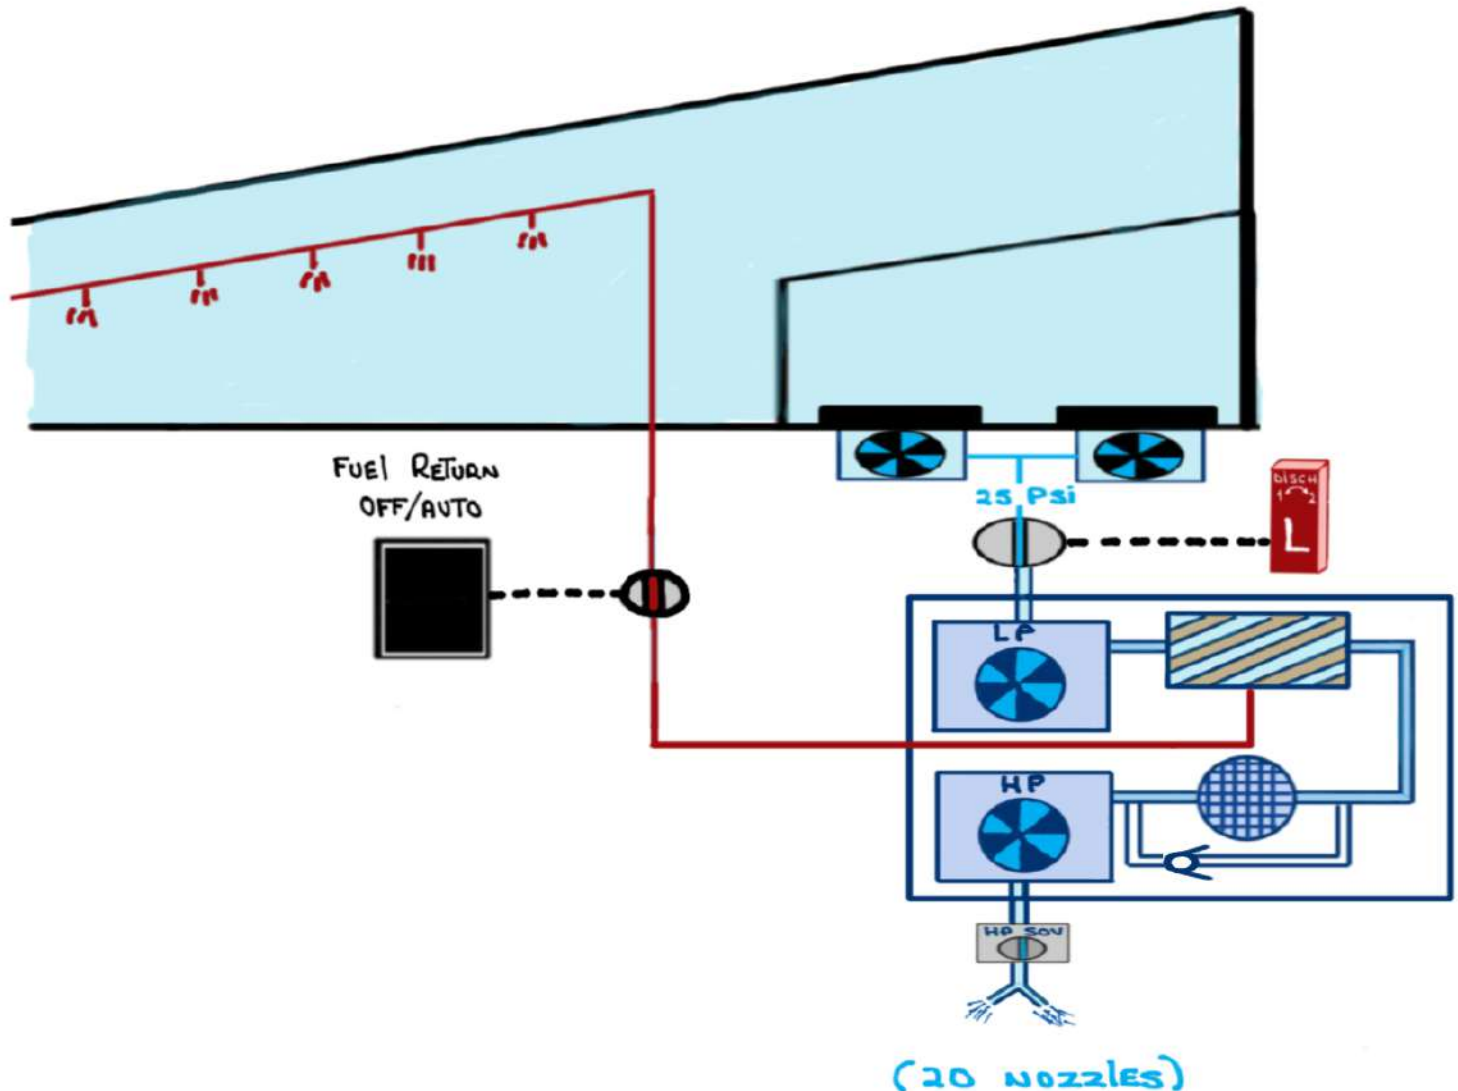 FUEL RETURN
OFF/AUTO
25 Psi
DISCH
1 2
L
LP
HP
HP SOV
(20 NOZZLES)